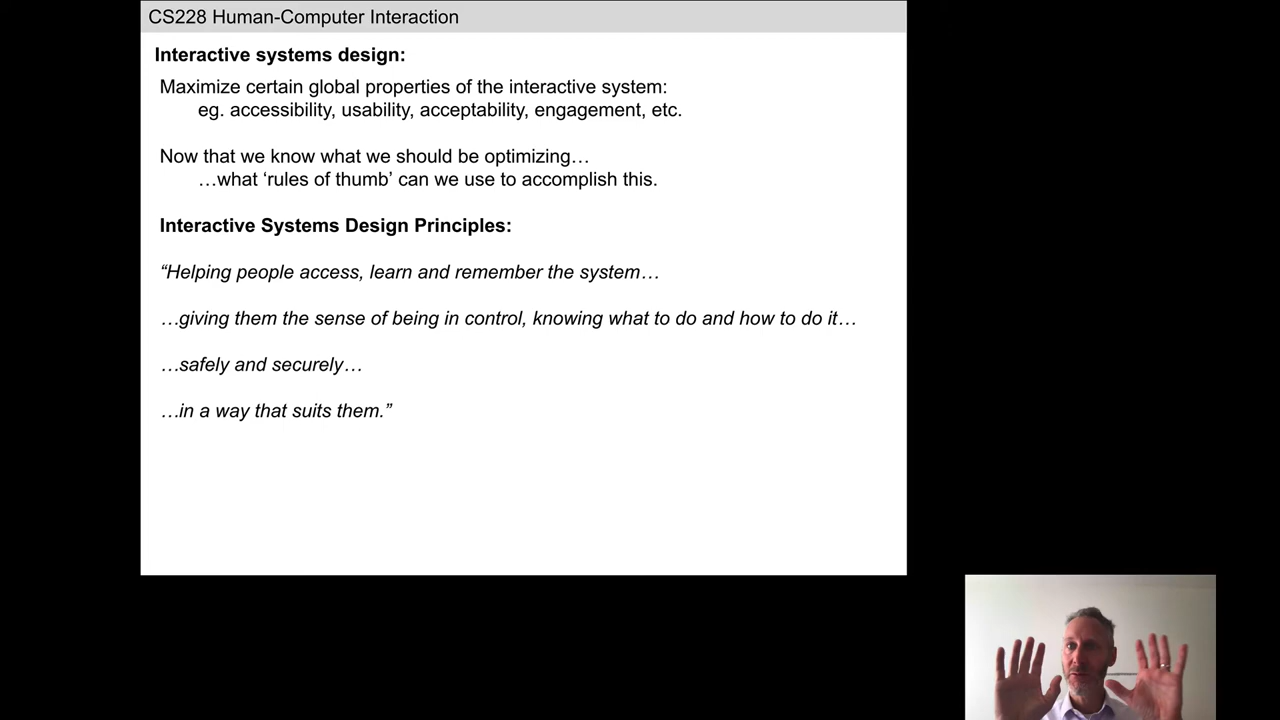 CS228 Human-Computer Interaction
Interactive systems design:
Maximize certain global properties of the interactive system:
eg. accessibility, usability, acceptability, engagement, etc.
Now that we know what we should be optimizing…
…what ‘rules of thumb’ can we use to accomplish this.
Interactive Systems Design Principles:
“Helping people access, learn and remember the system…
…giving them the sense of being in control, knowing what to do and how to do it…
…safely and securely…
…in a way that suits them.”